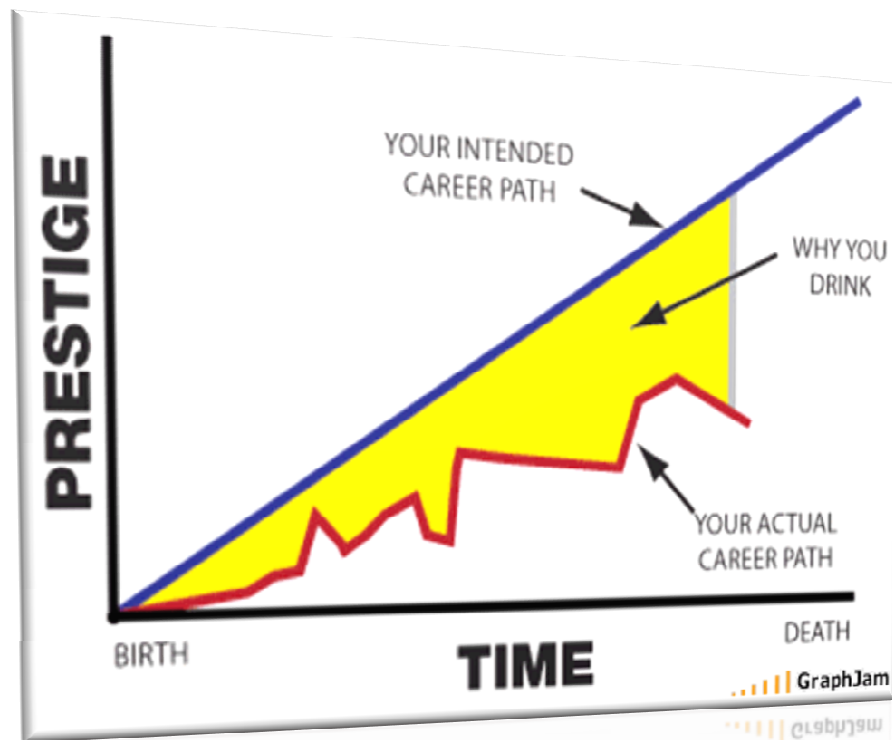 YOUR INTENDED
CAREER PATH
WHY YOU
DRINK
PRESTIGE
YOUR ACTUAL
CAREER PATH
BIRTH
TIME
DEATH
GraphJam